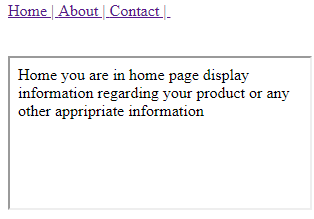 Home | About | Contact |
Home you are in home page display
information regarding your product or any
other appripriate information